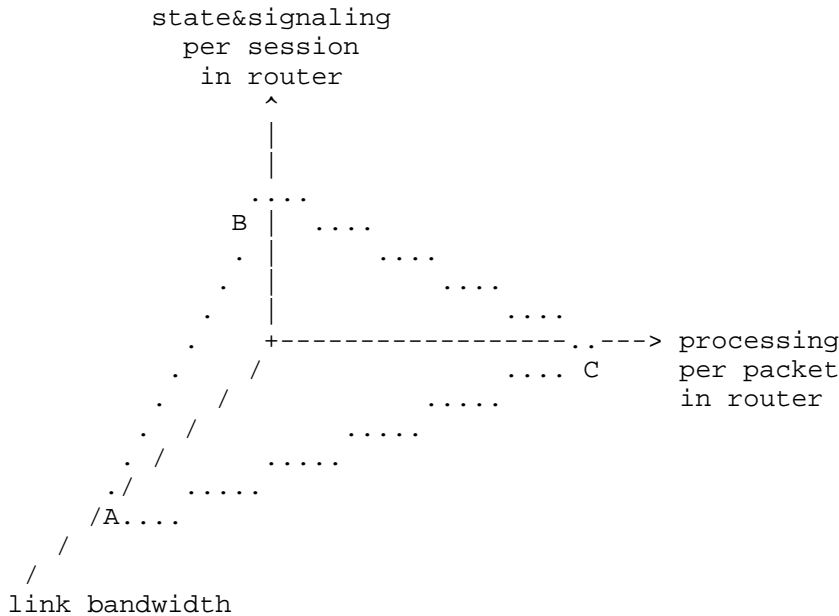 state&signaling
per session
in router
^
|
|
....
B | ....
. | ....
. | ....
. | ....
. +------------------..---> processing
. / .... C per packet
. / ..... in router
. / .....
. / .....
./ .....
/A....
/
/
link bandwidth